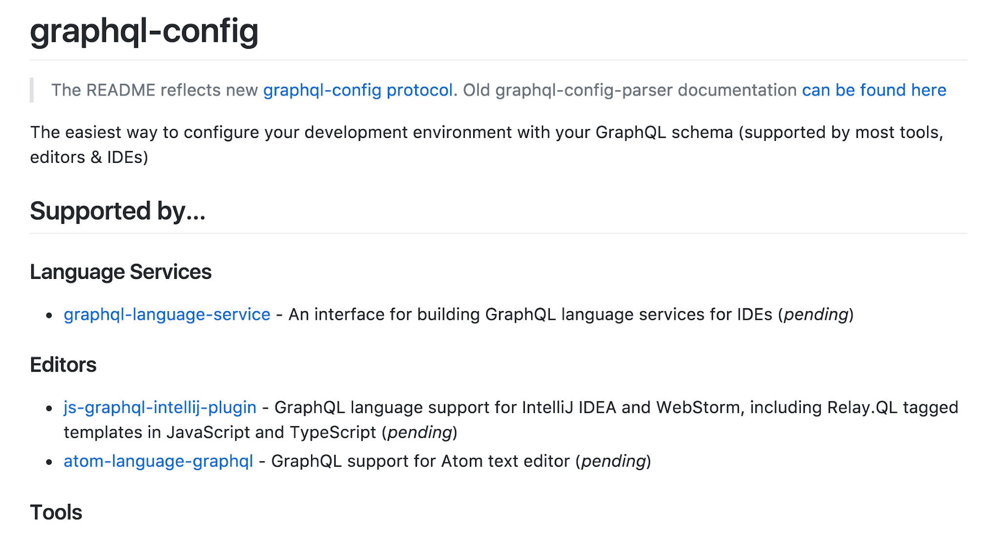 graphql-config
The README reflects new graphql-config protocol. Old graphql-config-parser documentation can be found here
The easiest way to configure your development environment with your GraphQL schema (supported by most tools,
editors & IDEs)
Supported by...
Language Services
• graphql-language-service - An interface for building GraphQL language services for IDEs (pending)
Editors
• js-graphql-intellij-plugin - GraphQL language support for IntelliJ IDEA and WebStorm, including Relay.QL tagged
templates in JavaScript and TypeScript (pending)
• atom-language-graphql - GraphQL support for Atom text editor (pending)
Tools